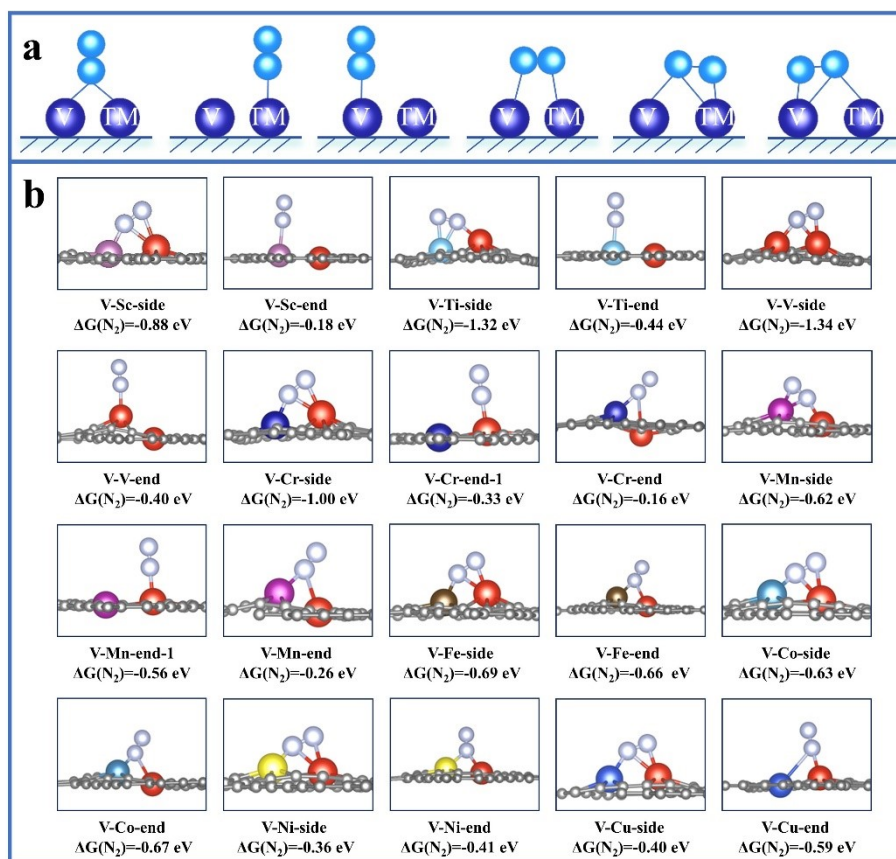 a
V TM V TM V TM V TM V TM V TM
b
V-Sc-side V-Sc-end V-Ti-side V-Ti-end V-V-side
ΔG(N₂)=-0.88 eV ΔG(N₂)=-0.18 eV ΔG(N₂)=-1.32 eV ΔG(N₂)=-0.44 eV ΔG(N₂)=-1.34 eV
V-V-end V-Cr-side V-Cr-end-1 V-Cr-end V-Mn-side
ΔG(N₂)=-0.40 eV ΔG(N₂)=-1.00 eV ΔG(N₂)=-0.33 eV ΔG(N₂)=-0.16 eV ΔG(N₂)=-0.62 eV
V-Mn-end-1 V-Mn-end V-Fe-side V-Fe-end V-Co-side
ΔG(N₂)=-0.56 eV ΔG(N₂)=-0.26 eV ΔG(N₂)=-0.69 eV ΔG(N₂)=-0.66 eV ΔG(N₂)=-0.63 eV
V-Co-end V-Ni-side V-Ni-end V-Cu-side V-Cu-end
ΔG(N₂)=-0.67 eV ΔG(N₂)=-0.36 eV ΔG(N₂)=-0.41 eV ΔG(N₂)=-0.40 eV ΔG(N₂)=-0.59 eV